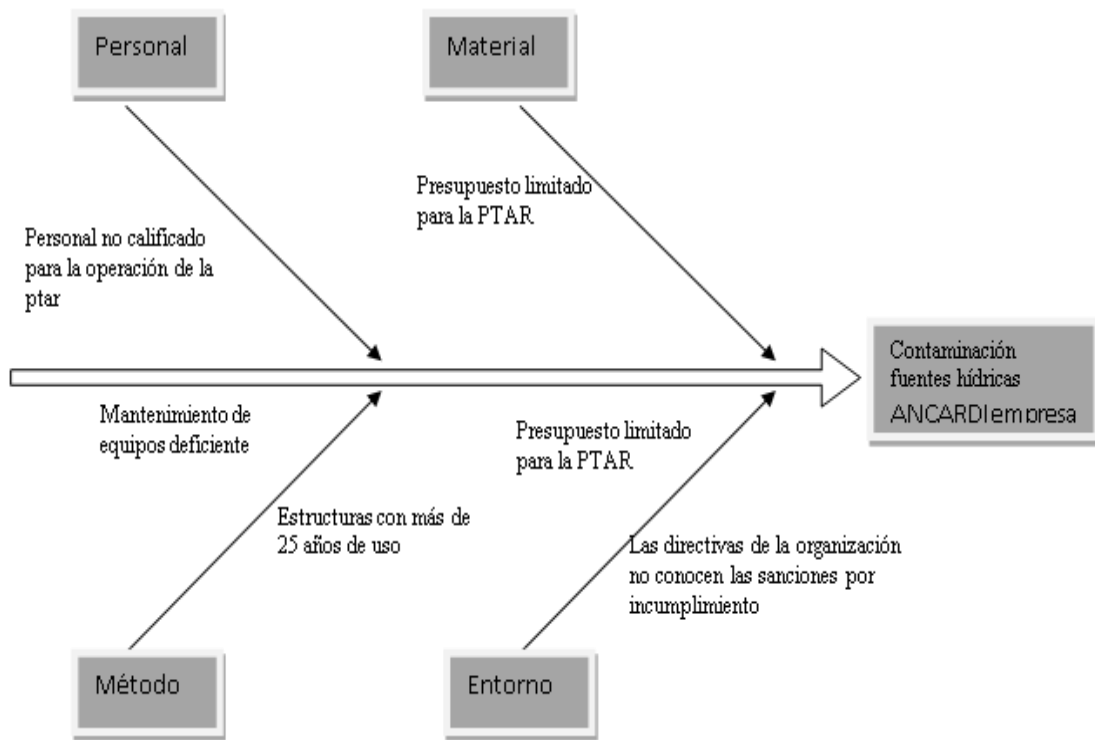 Personal
Material
Presupuesto limitado
para la PTAR
Personal no calificado
para la operación de la
ptar
Contaminación
fuentes hídricas
ANCARDI empresa
Mantenimiento de
equipos deficiente
Presupuesto limitado
para la PTAR
Estructuras con más de
25 años de uso
Las directivas de la organización
no conocen las sanciones por
incumplimiento
Método
Entorno